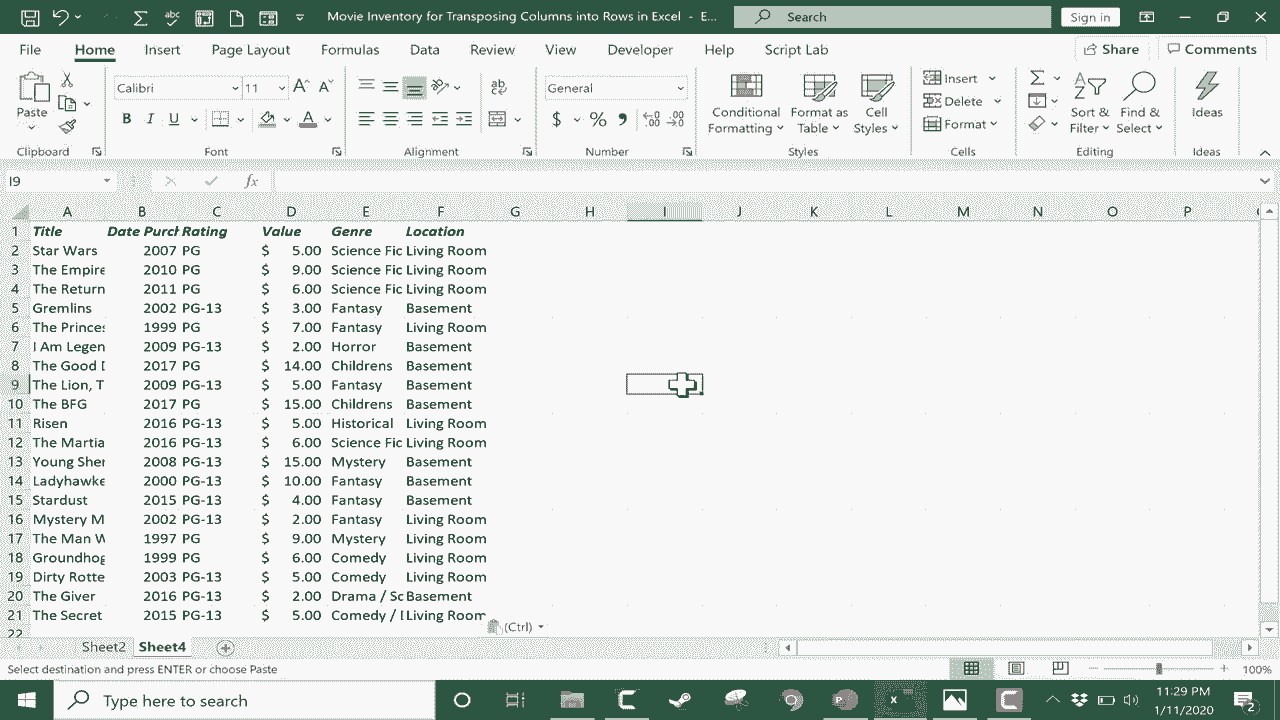 Movie Inventory for Transposing Columns into Rows in Excel - E... Search Sign in
File Home Insert Page Layout Formulas Data Review View Developer Help Script Lab Share Comments
Calibri 11 General Insert
Paste Conditional Formatting Format as Table Cell Styles Delete Sort & Filter Find & Select Ideas
Format
Clipboard Font Alignment Number Styles Cells Editing Ideas
I9 fx
A B C D E F G H I J K L M N O P
1 Title Date Purch Rating Value Genre Location
2 Star Wars 2007 PG $ 5.00 Science Fic Living Room
3 The Empire 2010 PG $ 9.00 Science Fic Living Room
4 The Return 2011 PG $ 6.00 Science Fic Living Room
5 Gremlins 2002 PG-13 $ 3.00 Fantasy Basement
6 The Princes 1999 PG $ 7.00 Fantasy Living Room
7 I Am Legen 2009 PG-13 $ 2.00 Horror Basement
8 The Good D 2017 PG $ 14.00 Childrens Basement
9 The Lion, T 2009 PG-13 $ 5.00 Fantasy Basement
10 The BFG 2017 PG $ 15.00 Childrens Basement
11 Risen 2016 PG-13 $ 5.00 Historical Living Room
12 The Martia 2016 PG-13 $ 6.00 Science Fic Living Room
13 Young Sher 2008 PG-13 $ 15.00 Mystery Basement
14 Ladyhawke 2000 PG-13 $ 10.00 Fantasy Basement
15 Stardust 2015 PG-13 $ 4.00 Fantasy Basement
16 Mystery M 2002 PG-13 $ 2.00 Fantasy Living Room
17 The Man W 1997 PG $ 9.00 Mystery Living Room
18 Groundhog 1999 PG $ 6.00 Comedy Living Room
19 Dirty Rotte 2003 PG-13 $ 5.00 Comedy Living Room
20 The Giver 2016 PG-13 $ 2.00 Drama / Sc Basement
21 The Secret 2015 PG-13 $ 5.00 Comedy / D Living Room
22 (Ctrl)
Sheet2 Sheet4
Select destination and press ENTER or choose Paste 100%
Type here to search 11:29 PM
1/11/2020 2